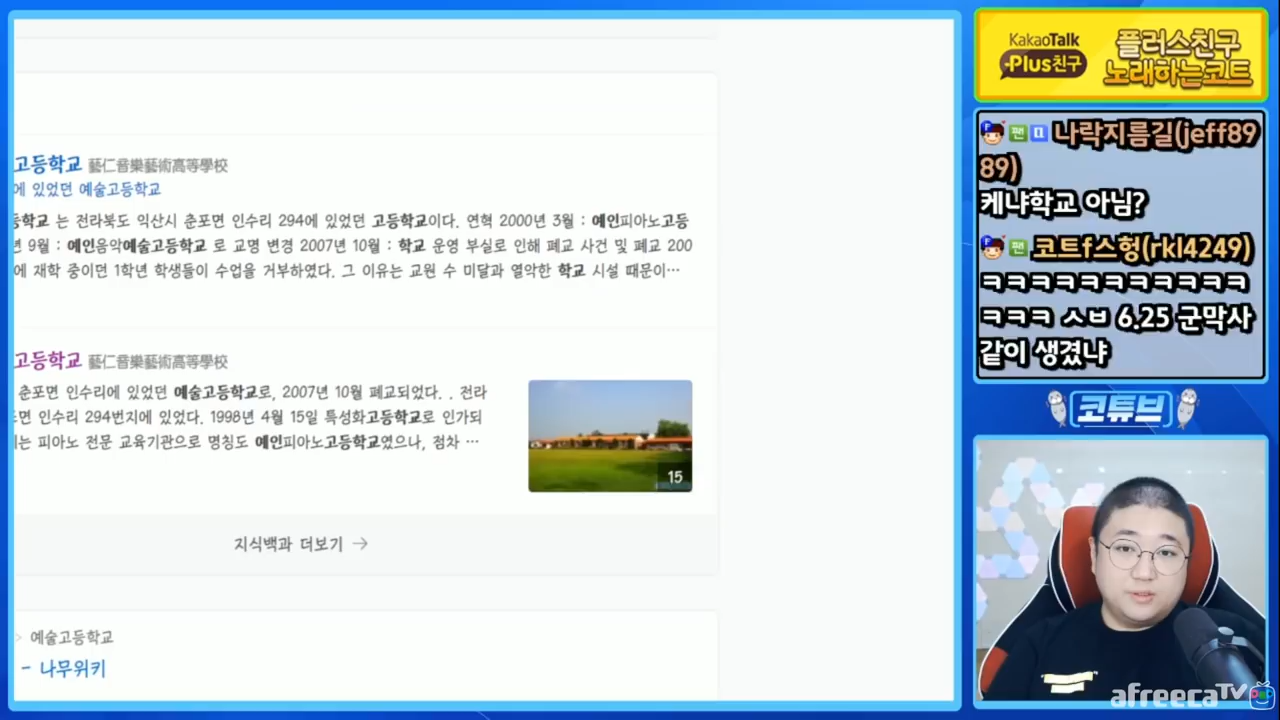 고등학교 藝仁音樂藝術高等學校
에 있었던 예술고등학교
등학교 는 전라북도 익산시 춘포면 인수리 294에 있었던 고등학교이다. 연혁 2000년 3월 : 예인피아노고등
년 9월 : 예인음악예술고등학교 로 교명 변경 2007년 10월 : 학교 운영 부실로 인해 폐교 사건 및 폐교 200
에 재학 중이던 1학년 학생들이 수업을 거부하였다. 그 이유는 교원 수 미달과 열악한 학교 시설 때문이…
고등학교 藝仁音樂藝術高等學校
춘포면 인수리에 있었던 예술고등학교로, 2007년 10월 폐교되었다. . 전라
면 인수리 294번지에 있었다. 1998년 4월 15일 특성화고등학교로 인가되
는 피아노 전문 교육기관으로 명칭도 예인피아노고등학교였으나, 점차 …
15
지식백과 더보기 →
> 예술고등학교
- 나무위키
KakaoTalk
Plus친구
플러스친구
노래하는코트
F 팬 나락지름길(jeff89
89)
케냐학교 아님?
F 팬 코트f스헝(rkl4249)
ㅋㅋㅋㅋㅋㅋㅋㅋㅋㅋㅋ
ㅋㅋㅋ ㅅㅂ 6.25 군막사
같이 생겼냐
코튜브
afreecaTV